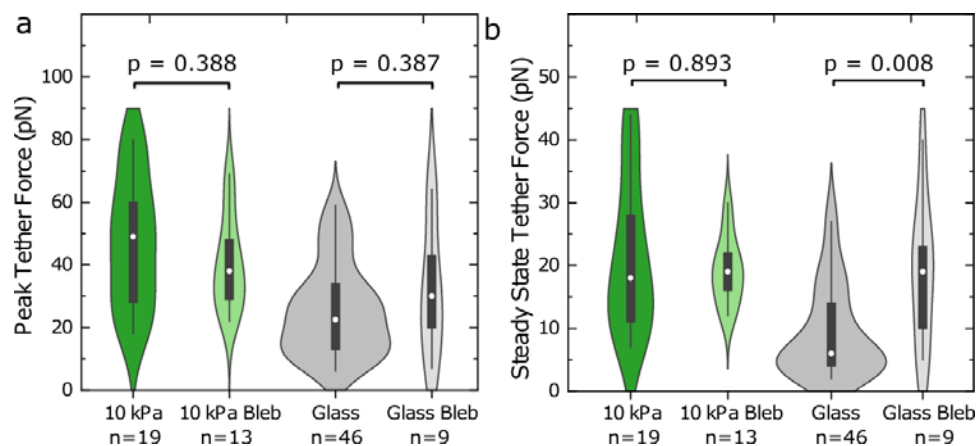 a
p = 0.388
p = 0.387
Peak Tether Force (pN)
100
80
60
40
20
0
10 kPa
10 kPa Bleb
Glass
Glass Bleb
n=19
n=13
n=46
n=9
b
p = 0.893
p = 0.008
Steady State Tether Force (pN)
50
40
30
20
10
0
10 kPa
10 kPa Bleb
Glass
Glass Bleb
n=19
n=13
n=46
n=9